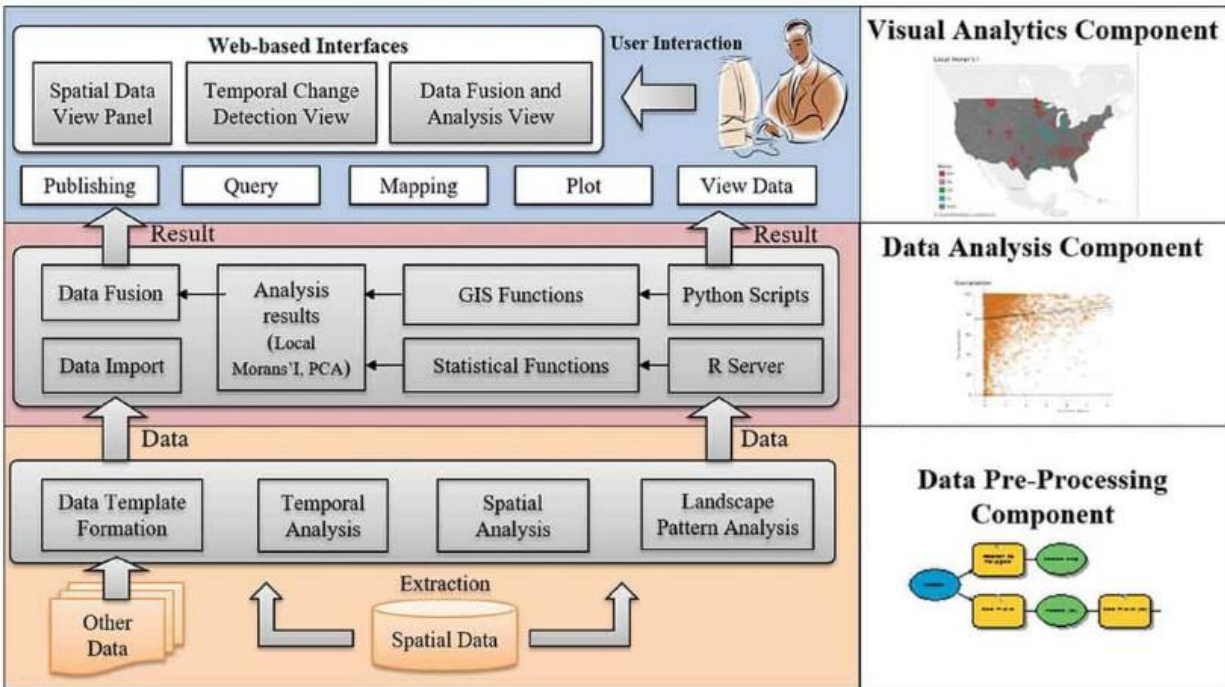 Web-based Interfaces
Spatial Data
View Panel
Temporal Change
Detection View
Data Fusion and
Analysis View
User Interaction
Publishing
Query
Mapping
Plot
View Data
Result
Result
Data Fusion
Data Import
Analysis
results
(Local
Morans'I, PCA)
GIS Functions
Statistical Functions
Python Scripts
R Server
Data
Data
Data Template
Formation
Temporal
Analysis
Spatial
Analysis
Landscape
Pattern Analysis
Extraction
Other
Data
Spatial Data
Visual Analytics Component
Data Analysis Component
Data Pre-Processing
Component